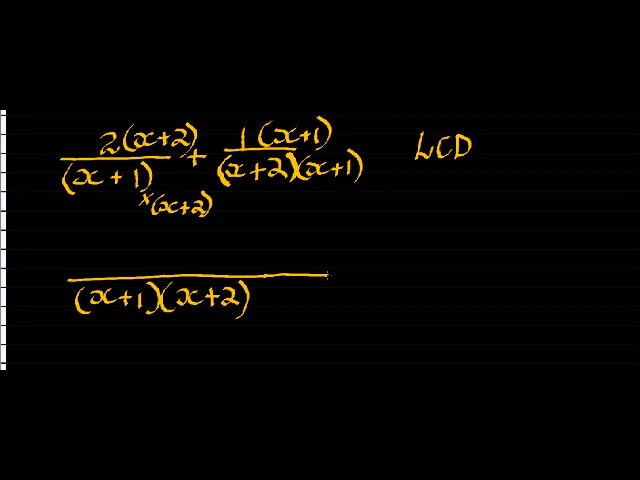 2(x+2) + 1(x+1) LCD
(x+1) (x+2)(x+1)
x(x+2)
(x+1)(x+2)